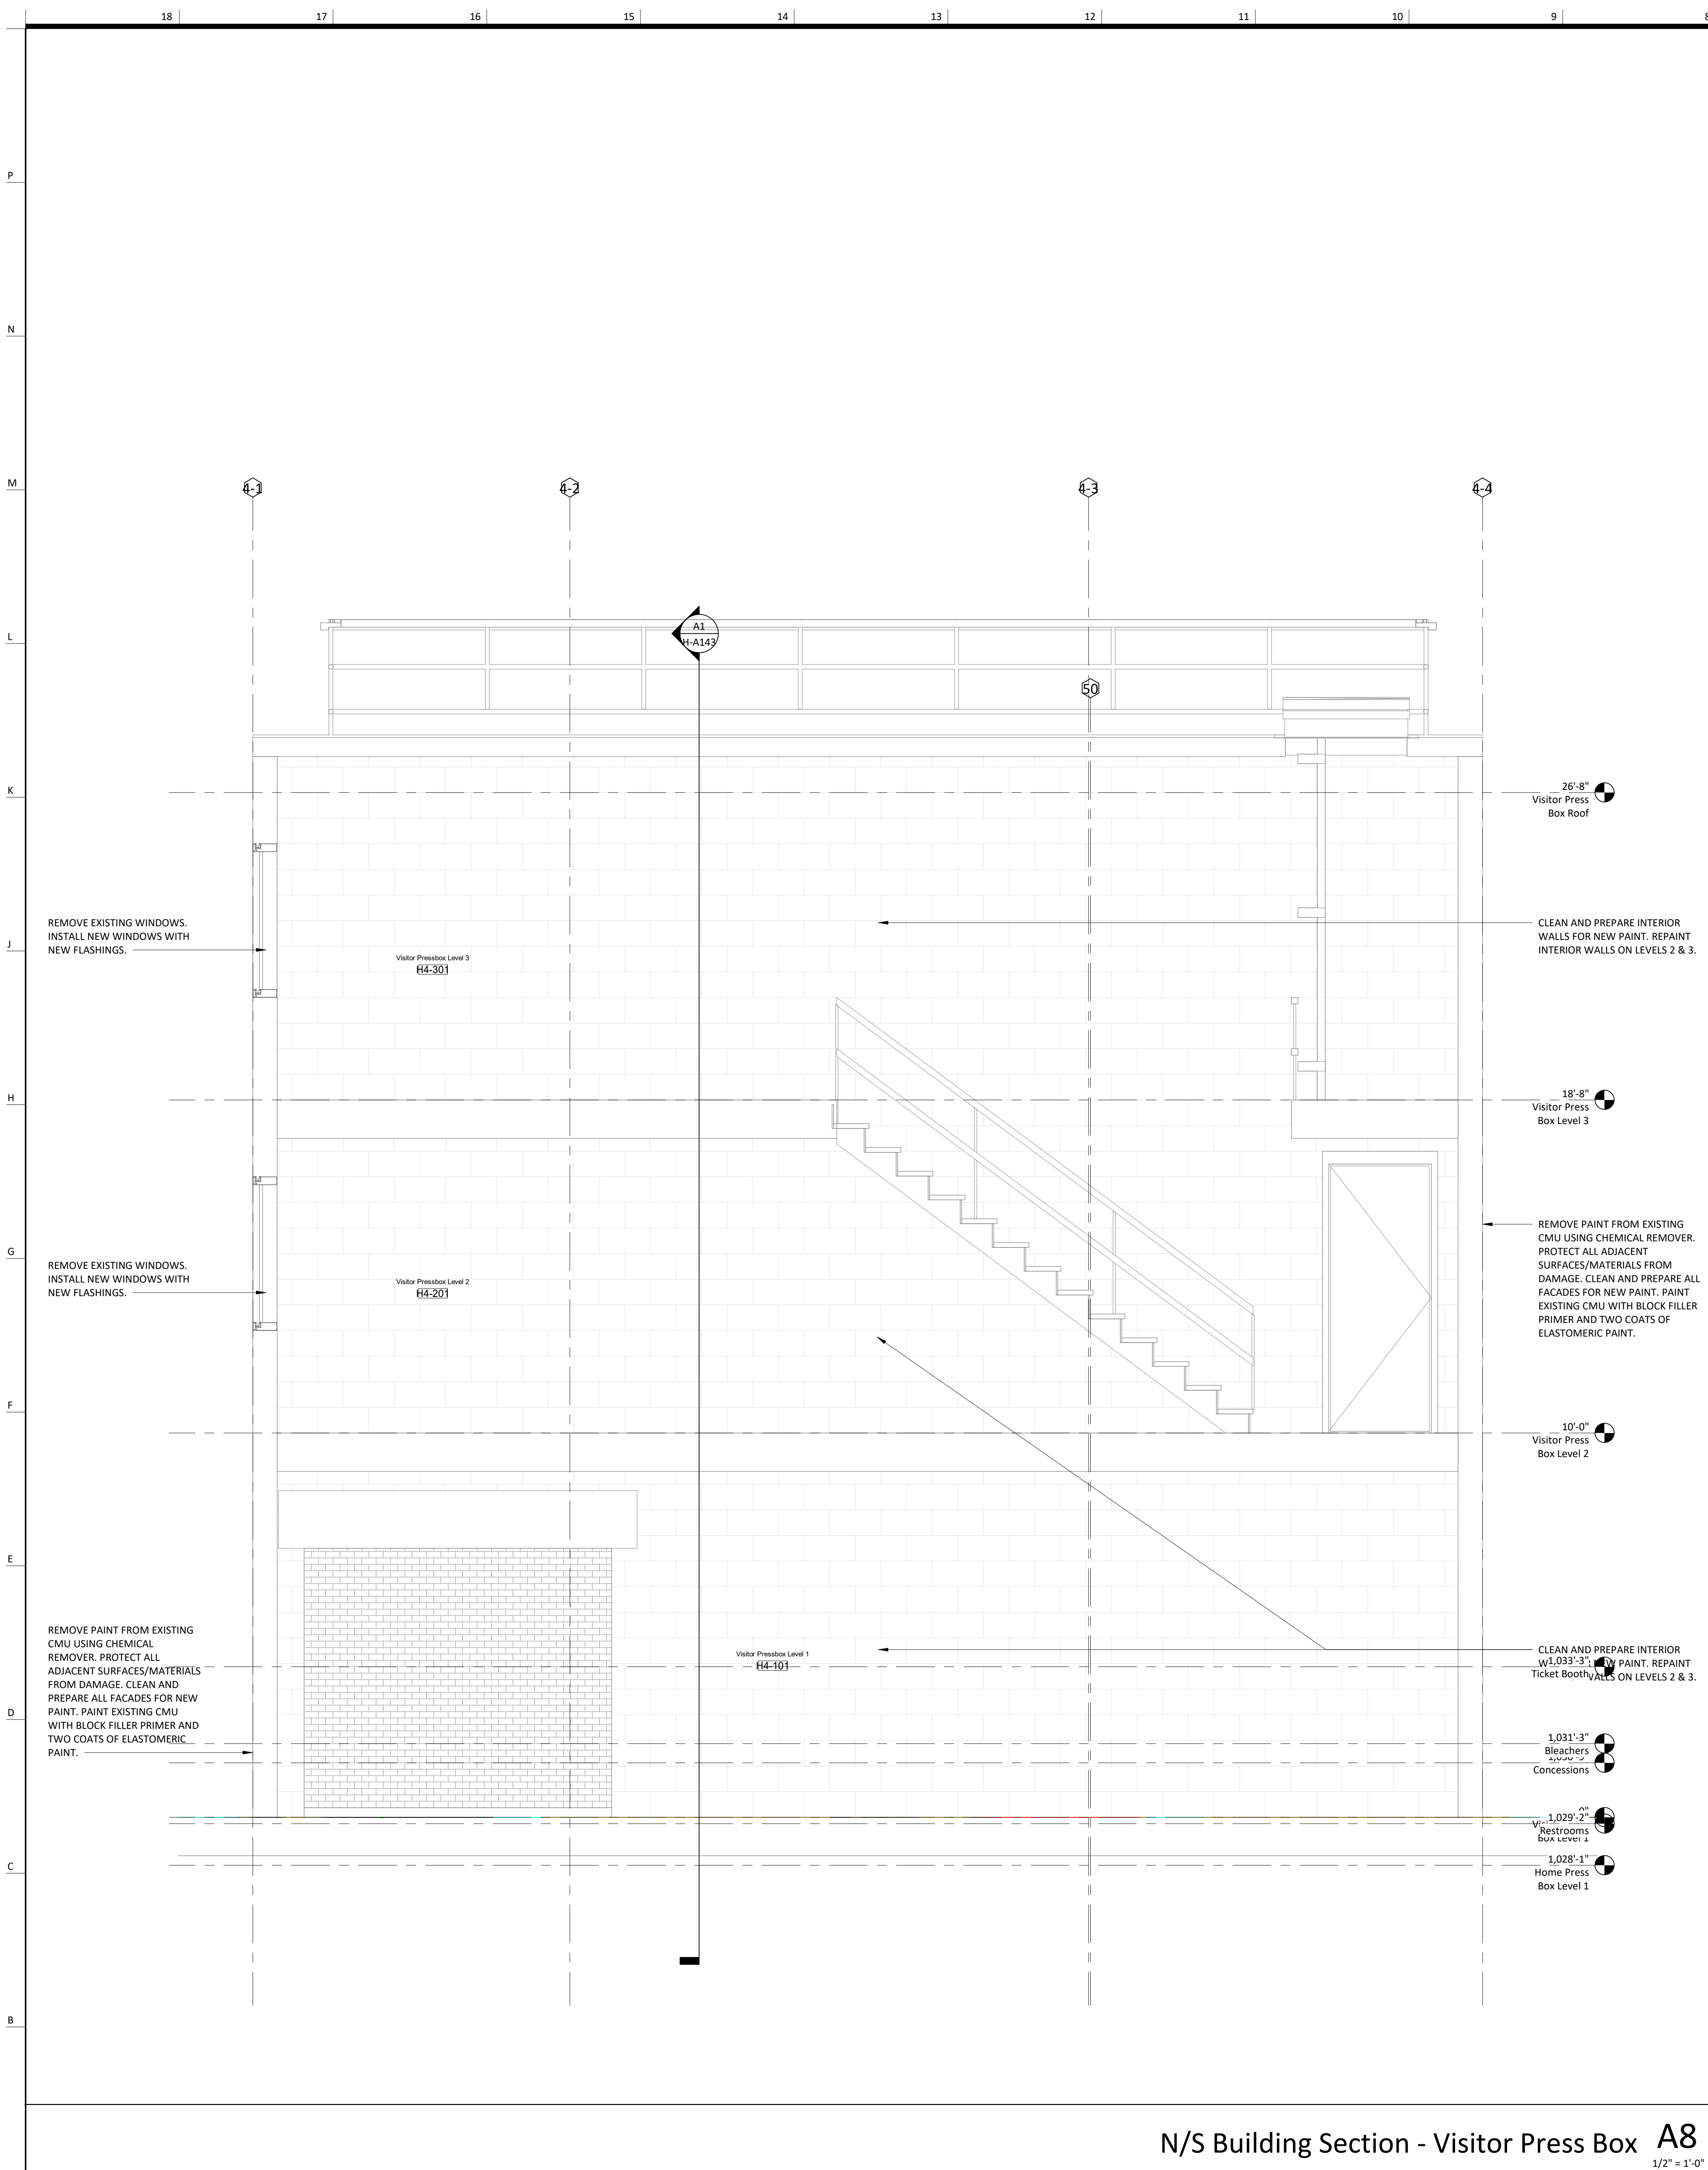 18 17 16 15 14 13 12 11 10 9 8
P
N
M
4-1 4-2 4-3 4-4
L
A1
H-A143
50
K
26'-8"
Visitor Press
Box Roof
REMOVE EXISTING WINDOWS.
INSTALL NEW WINDOWS WITH
NEW FLASHINGS.
J
Visitor Pressbox Level 3
H4-301
CLEAN AND PREPARE INTERIOR
WALLS FOR NEW PAINT. REPAINT
INTERIOR WALLS ON LEVELS 2 & 3.
H
18'-8"
Visitor Press
Box Level 3
G
REMOVE EXISTING WINDOWS.
INSTALL NEW WINDOWS WITH
NEW FLASHINGS.
Visitor Pressbox Level 2
H4-201
REMOVE PAINT FROM EXISTING
CMU USING CHEMICAL REMOVER.
PROTECT ALL ADJACENT
SURFACES/MATERIALS FROM
DAMAGE. CLEAN AND PREPARE ALL
FACADES FOR NEW PAINT. PAINT
EXISTING CMU WITH BLOCK FILLER
PRIMER AND TWO COATS OF
ELASTOMERIC PAINT.
F
10'-0"
Visitor Press
Box Level 2
E
REMOVE PAINT FROM EXISTING
CMU USING CHEMICAL
REMOVER. PROTECT ALL
ADJACENT SURFACES/MATERIALS
FROM DAMAGE. CLEAN AND
PREPARE ALL FACADES FOR NEW
PAINT. PAINT EXISTING CMU
WITH BLOCK FILLER PRIMER AND
TWO COATS OF ELASTOMERIC
PAINT.
Visitor Pressbox Level 1
H4-101
CLEAN AND PREPARE INTERIOR
PAINT. REPAINT
ON LEVELS 2 & 3.
1,033'-3"
Ticket Booth
D
1,031'-3"
Bleachers
Concessions
1,029'-2"
Restrooms
Box Level 1
C
1,028'-1"
Home Press
Box Level 1
B
N/S Building Section - Visitor Press Box A8
1/2" = 1'-0"